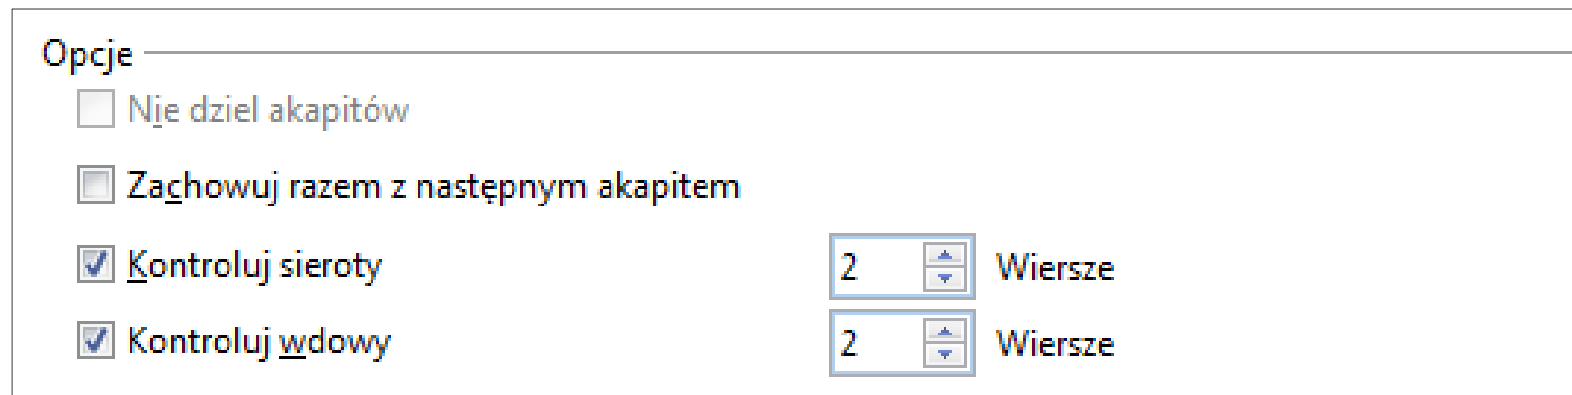 Opcje
Nie dziel akapitów
Zachowuj razem z następnym akapitem
Kontroluj sieroty 2 Wiersze
Kontroluj wdowy 2 Wiersze